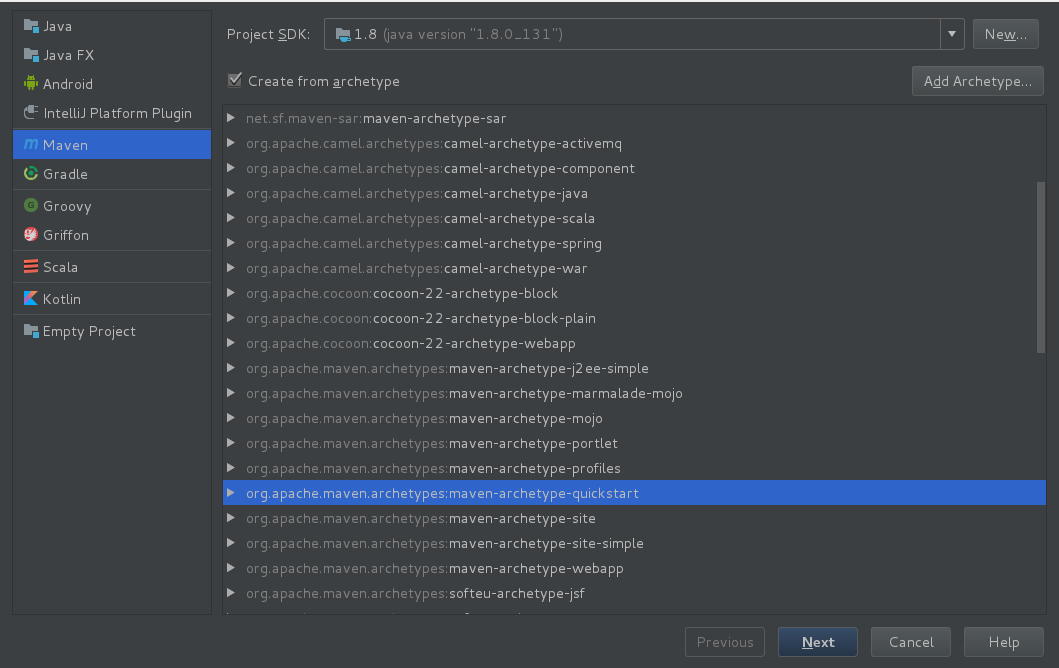 Java
Java FX
Android
IntelliJ Platform Plugin
Maven
Gradle
Groovy
Griffon
Scala
Kotlin
Empty Project
Project SDK: 1.8 (java version "1.8.0_131") New...
Create from archetype Add Archetype...
net.sf.maven-sar:maven-archetype-sar
org.apache.camel.archetypes:camel-archetype-activemq
org.apache.camel.archetypes:camel-archetype-component
org.apache.camel.archetypes:camel-archetype-java
org.apache.camel.archetypes:camel-archetype-scala
org.apache.camel.archetypes:camel-archetype-spring
org.apache.camel.archetypes:camel-archetype-war
org.apache.cocoon:cocoon-22-archetype-block
org.apache.cocoon:cocoon-22-archetype-block-plain
org.apache.cocoon:cocoon-22-archetype-webapp
org.apache.maven.archetypes:maven-archetype-j2ee-simple
org.apache.maven.archetypes:maven-archetype-marmalade-mojo
org.apache.maven.archetypes:maven-archetype-mojo
org.apache.maven.archetypes:maven-archetype-portlet
org.apache.maven.archetypes:maven-archetype-profiles
org.apache.maven.archetypes:maven-archetype-quickstart
org.apache.maven.archetypes:maven-archetype-site
org.apache.maven.archetypes:maven-archetype-site-simple
org.apache.maven.archetypes:maven-archetype-webapp
org.apache.maven.archetypes:softeu-archetype-jsf
Previous Next Cancel Help